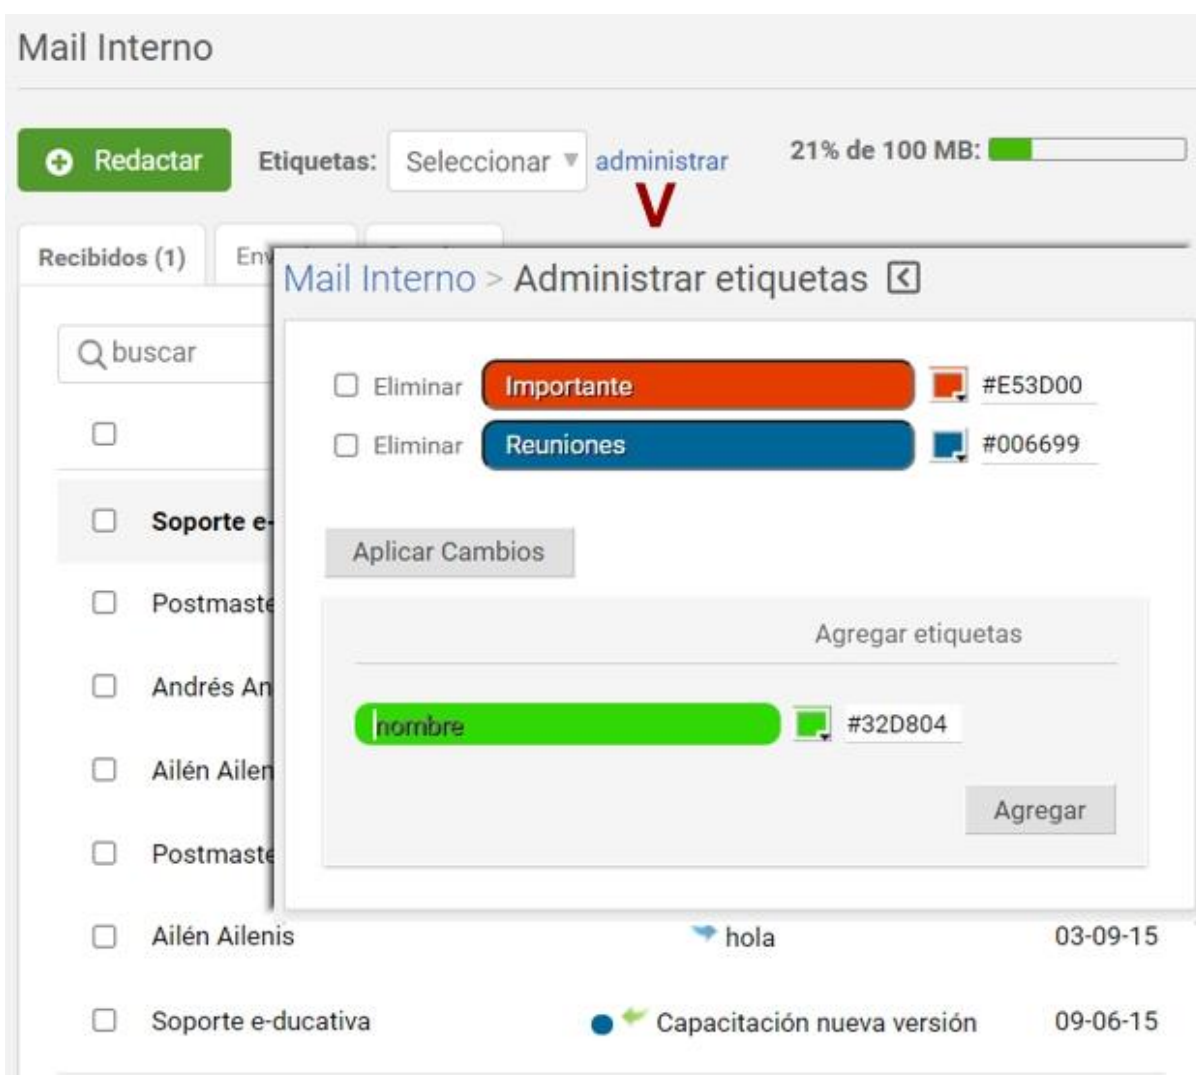 Mail Interno
Redactar Etiquetas: Seleccionar administrar 21% de 100 MB:
V
Recibidos (1)
Mail Interno > Administrar etiquetas
buscar
Eliminar Importante #E53D00
Eliminar Reuniones #006699
Soporte e-
Aplicar Cambios
Postmaste
Agregar etiquetas
Andrés An
nombre #32D804
Ailén Ailen
Agregar
Postmaste
Ailén Ailenis hola 03-09-15
Soporte e-ducativa Capacitación nueva versión 09-06-15